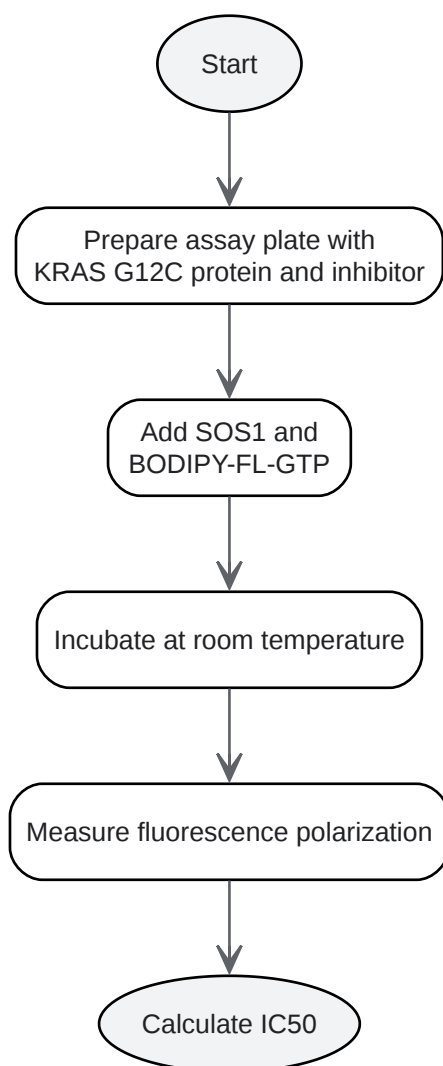 Start
Prepare assay plate with
KRAS G12C protein and inhibitor
Add SOS1 and
BODIPY-FL-GTP
Incubate at room temperature
Measure fluorescence polarization
Calculate IC50